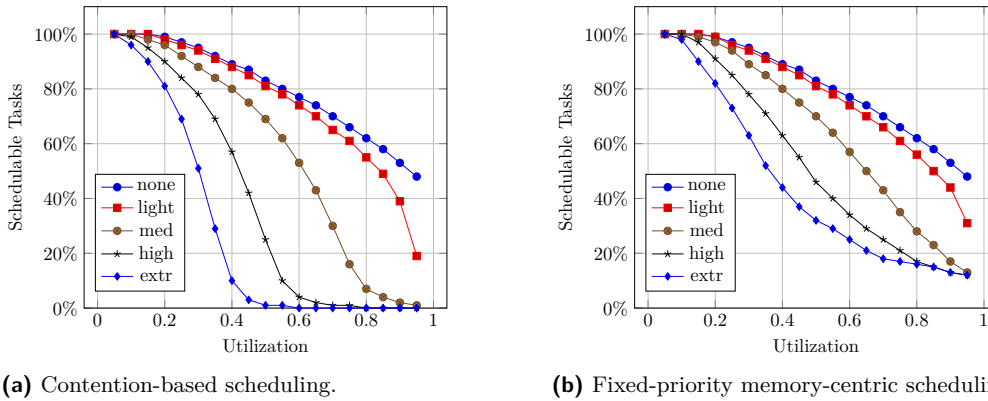 100%
80%
60%
40%
20%
0%
Schedulable Tasks
none
light
med
high
extr
0 0.2 0.4 0.6 0.8 1
Utilization
(a) Contention-based scheduling.
100%
80%
60%
40%
20%
0%
Schedulable Tasks
none
light
med
high
extr
0 0.2 0.4 0.6 0.8 1
Utilization
(b) Fixed-priority memory-centric